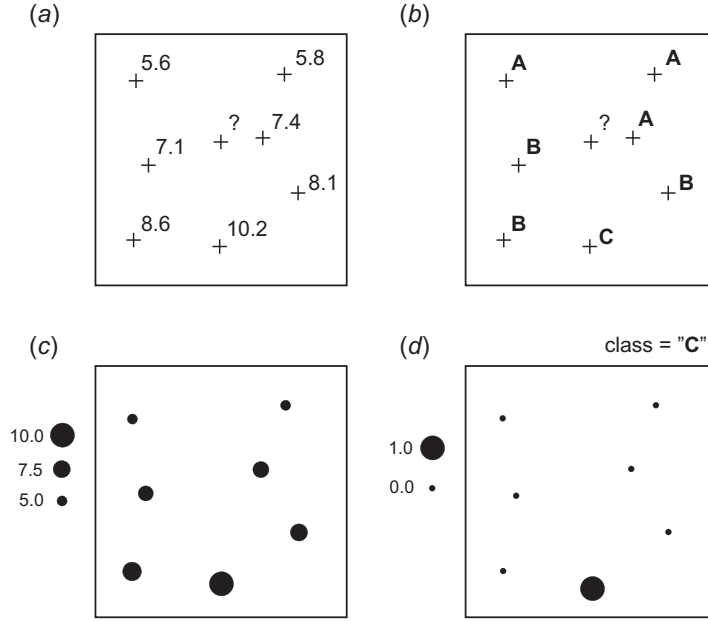 (a)
5.6
5.8
?
7.4
7.1
8.1
8.6
10.2
(b)
A
A
?
A
B
B
B
C
(c)
10.0
7.5
5.0
(d)
class = "C"
1.0
0.0